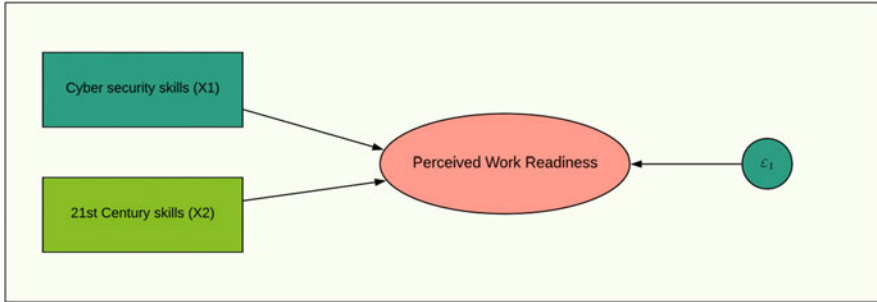 Cyber security skills (X1)
Perceived Work Readiness
ε₁
21st Century skills (X2)